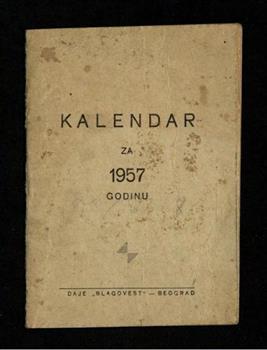 KALENDAR
ZA
1957
GODINU
DAJE „BLAGOVEST" — BEOGRAD